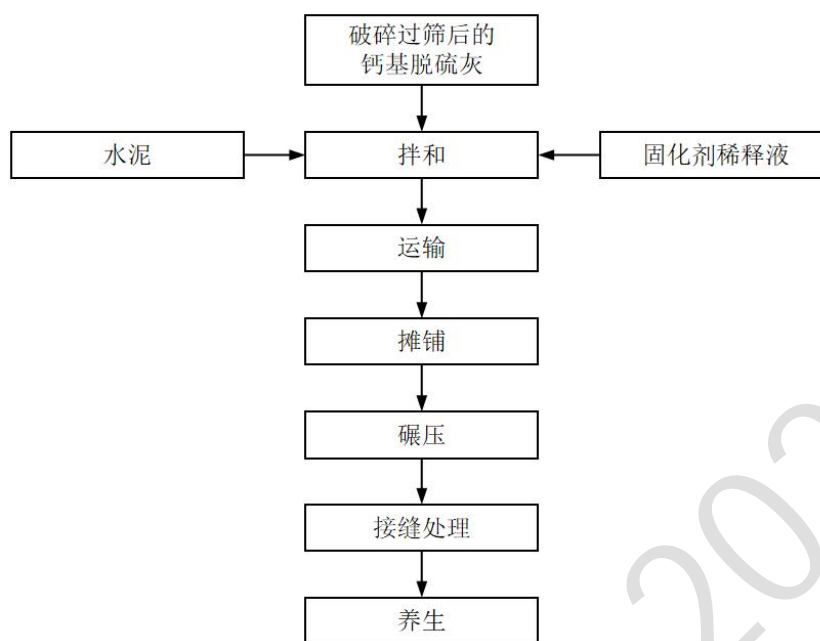 破碎过筛后的
钙基脱硫灰
水泥
拌和
固化剂稀释液
运输
摊铺
碾压
接缝处理
养生